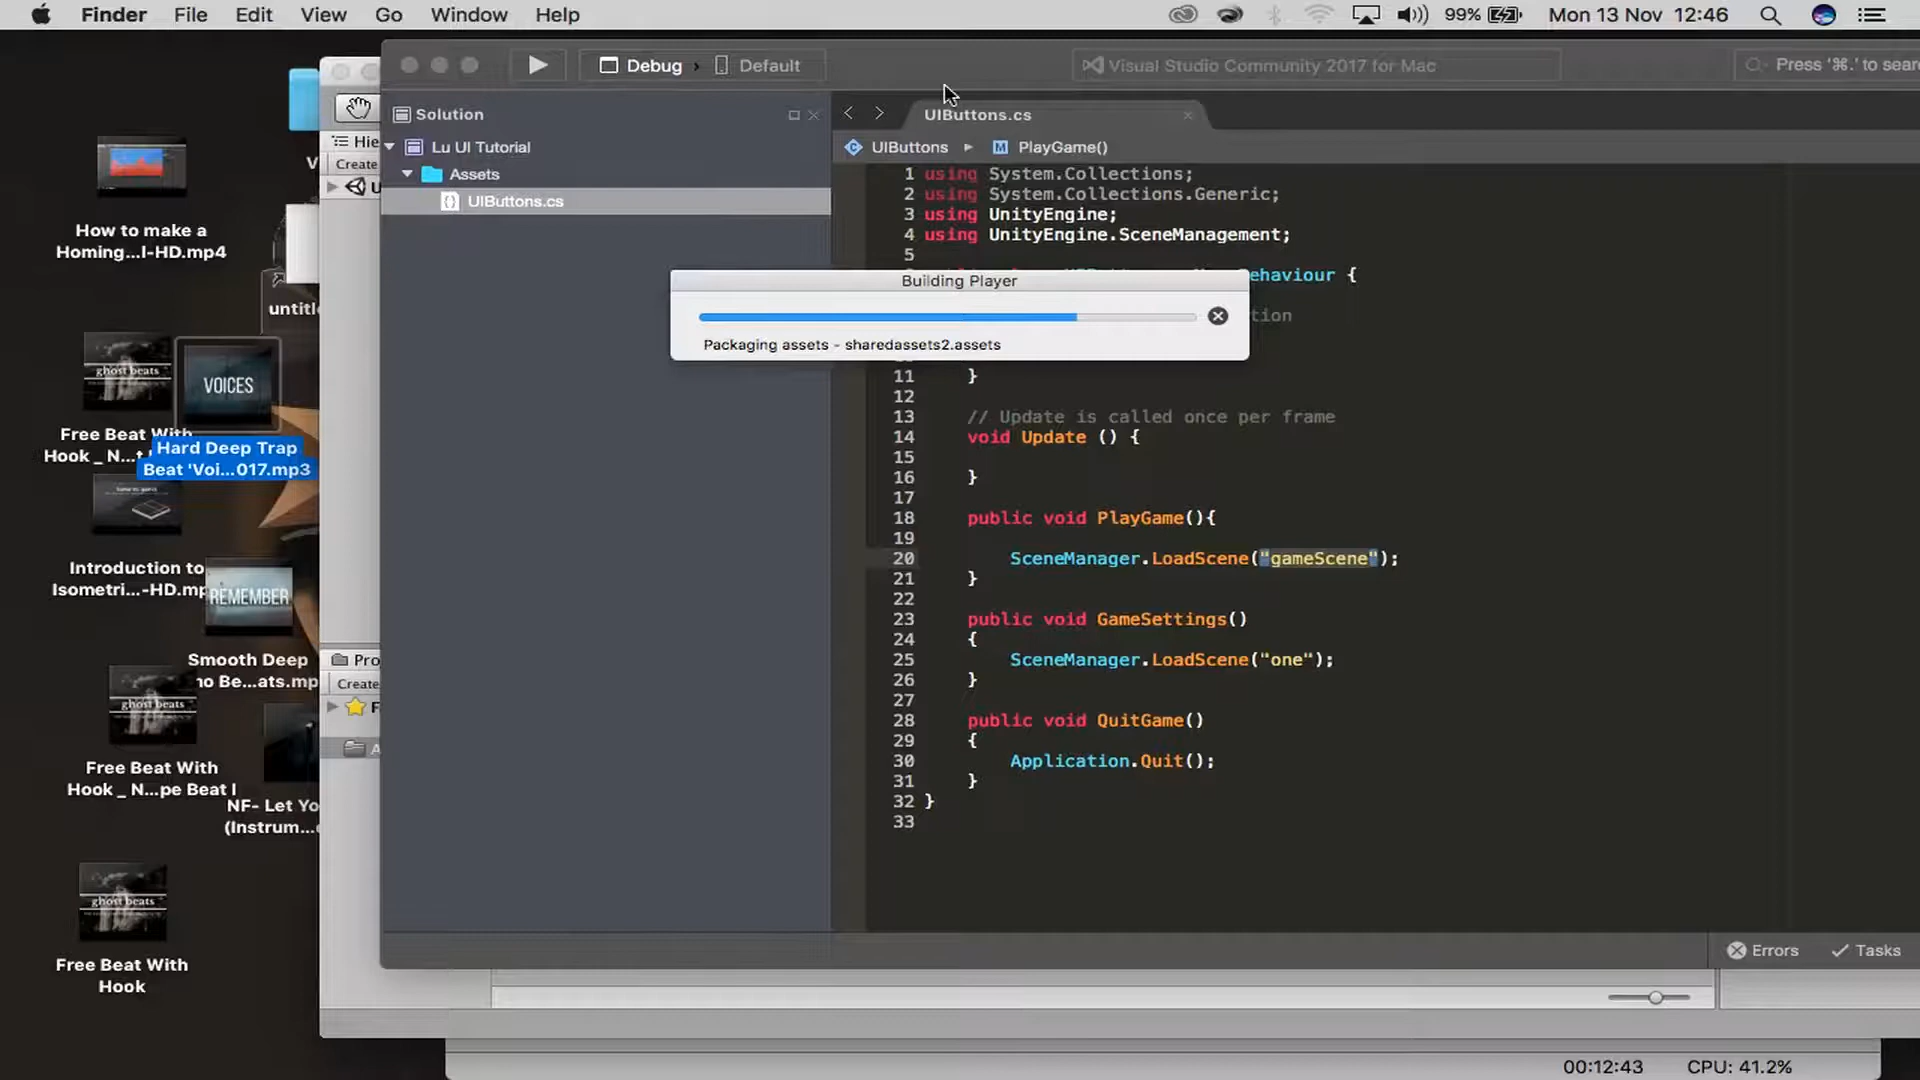 Finder File Edit View Go Window Help 99% Mon 13 Nov 12:46
Debug › Default Visual Studio Community 2017 for Mac Press '⌘.' to sear
Solution
UIButtons.cs
Hie
Create
Lu UI Tutorial
UIButtons ▸ M PlayGame()
Assets
UIButtons.cs
1 using System.Collections;
2 using System.Collections.Generic;
3 using UnityEngine;
4 using UnityEngine.SceneManagement;
5
ehaviour {
Building Player
tion
Packaging assets - sharedassets2.assets
11 }
12
13 // Update is called once per frame
14 void Update () {
15
16 }
17
18 public void PlayGame(){
19
20 SceneManager.LoadScene("gameScene");
21 }
22
23 public void GameSettings()
24 {
25 SceneManager.LoadScene("one");
26 }
27
28 public void QuitGame()
29 {
30 Application.Quit();
31 }
32 }
33
How to make a
Homing...l-HD.mp4
untitle
ghost beats
VOICES
Free Beat With
Hook _ N...t
Hard Deep Trap
Beat 'Voi...017.mp3
Introduction to
Isometri...-HD.mp
REMEMBER
Smooth Deep
no Be...ats.mp
Pro
Create
F
A
ghost beats
Free Beat With
Hook _ N...pe Beat I
NF- Let Yo
(Instrum...
ghost beats
Free Beat With
Hook
Errors Tasks
00:12:43 CPU: 41.2%